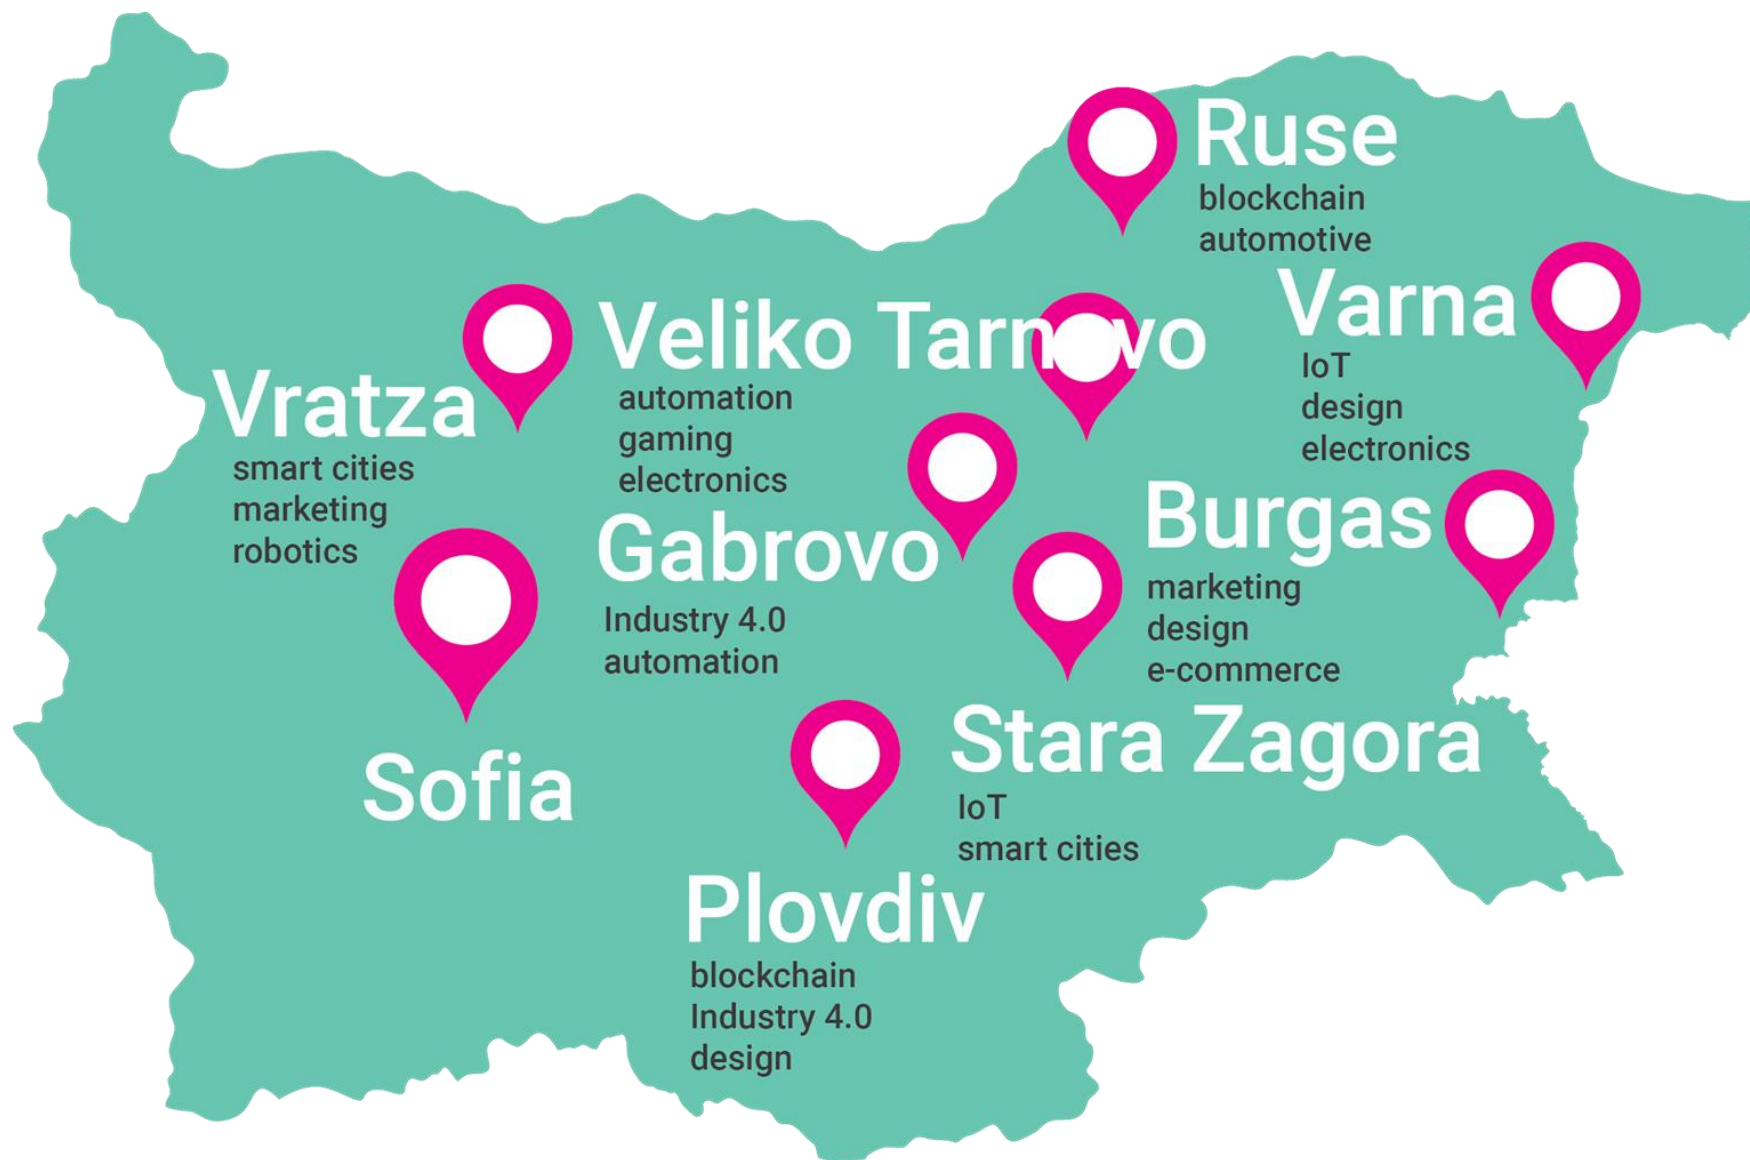 Ruse
blockchain
automotive
Varna
IoT
design
electronics
Veliko Tarnovo
automation
gaming
electronics
Vratza
smart cities
marketing
robotics
Gabrovo
Industry 4.0
automation
Burgas
marketing
design
e-commerce
Sofia
Stara Zagora
IoT
smart cities
Plovdiv
blockchain
Industry 4.0
design